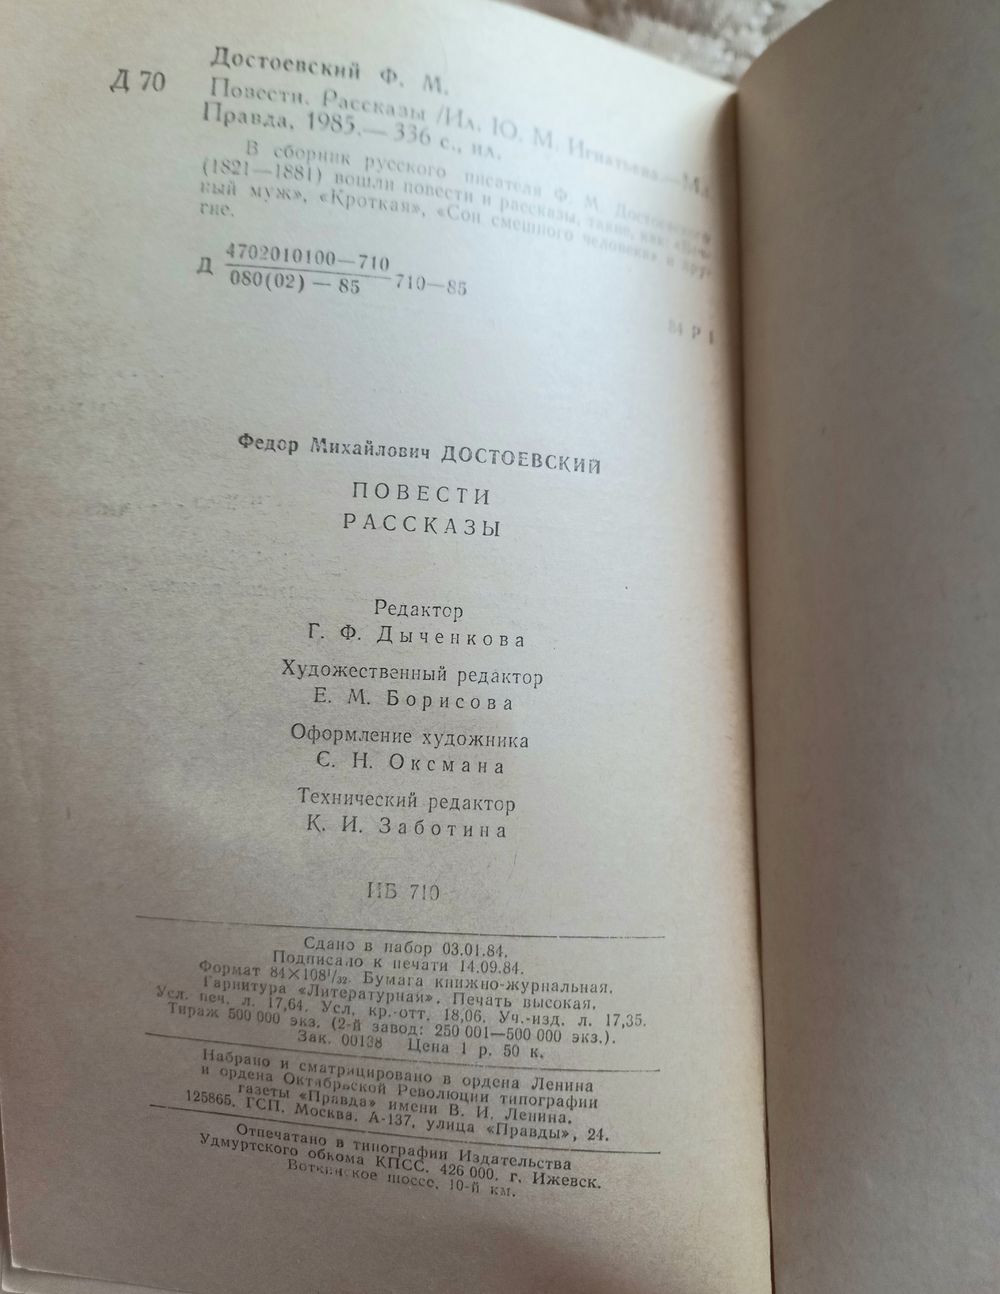 Достоевский Ф. М.
Д 70
Повести. Рассказы /Ил. Ю. М. Игнатьева.—М.:
Правда, 1985.— 336 с., ил.
В сборник русского писателя Ф. М. Достоевского
(1821—1881) вошли повести и рассказы, такие, как «Веч-
ный муж», «Кроткая», «Сон смешного человека» и дру-
гие.
Д 4702010100—710
080(02) — 85
710—85
84 Р 1
Федор Михайлович ДОСТОЕВСКИЙ
ПОВЕСТИ
РАССКАЗЫ
Редактор
Г. Ф. Дыченкова
Художественный редактор
Е. М. Борисова
Оформление художника
С. Н. Оксмана
Технический редактор
К. И. Заботина
ИБ 710
Сдано в набор 03.01.84.
Подписано к печати 14.09.84.
Формат 84×108¹/₃₂. Бумага книжно-журнальная.
Гарнитура «Литературная». Печать высокая.
Усл. печ. л. 17,64. Усл. кр.-отт. 18,06. Уч.-изд. л. 17,35.
Тираж 500 000 экз. (2-й завод: 250 001—500 000 экз.).
Зак. 00138 Цена 1 р. 50 к.
Набрано и сматрицировано в ордена Ленина
и ордена Октябрьской Революции типографии
газеты «Правда» имени В. И. Ленина.
125865. ГСП. Москва. А-137, улица «Правды», 24.
Отпечатано в типографии Издательства
Удмуртского обкома КПСС. 426 000. г. Ижевск.
Воткинское шоссе, 10-й км.